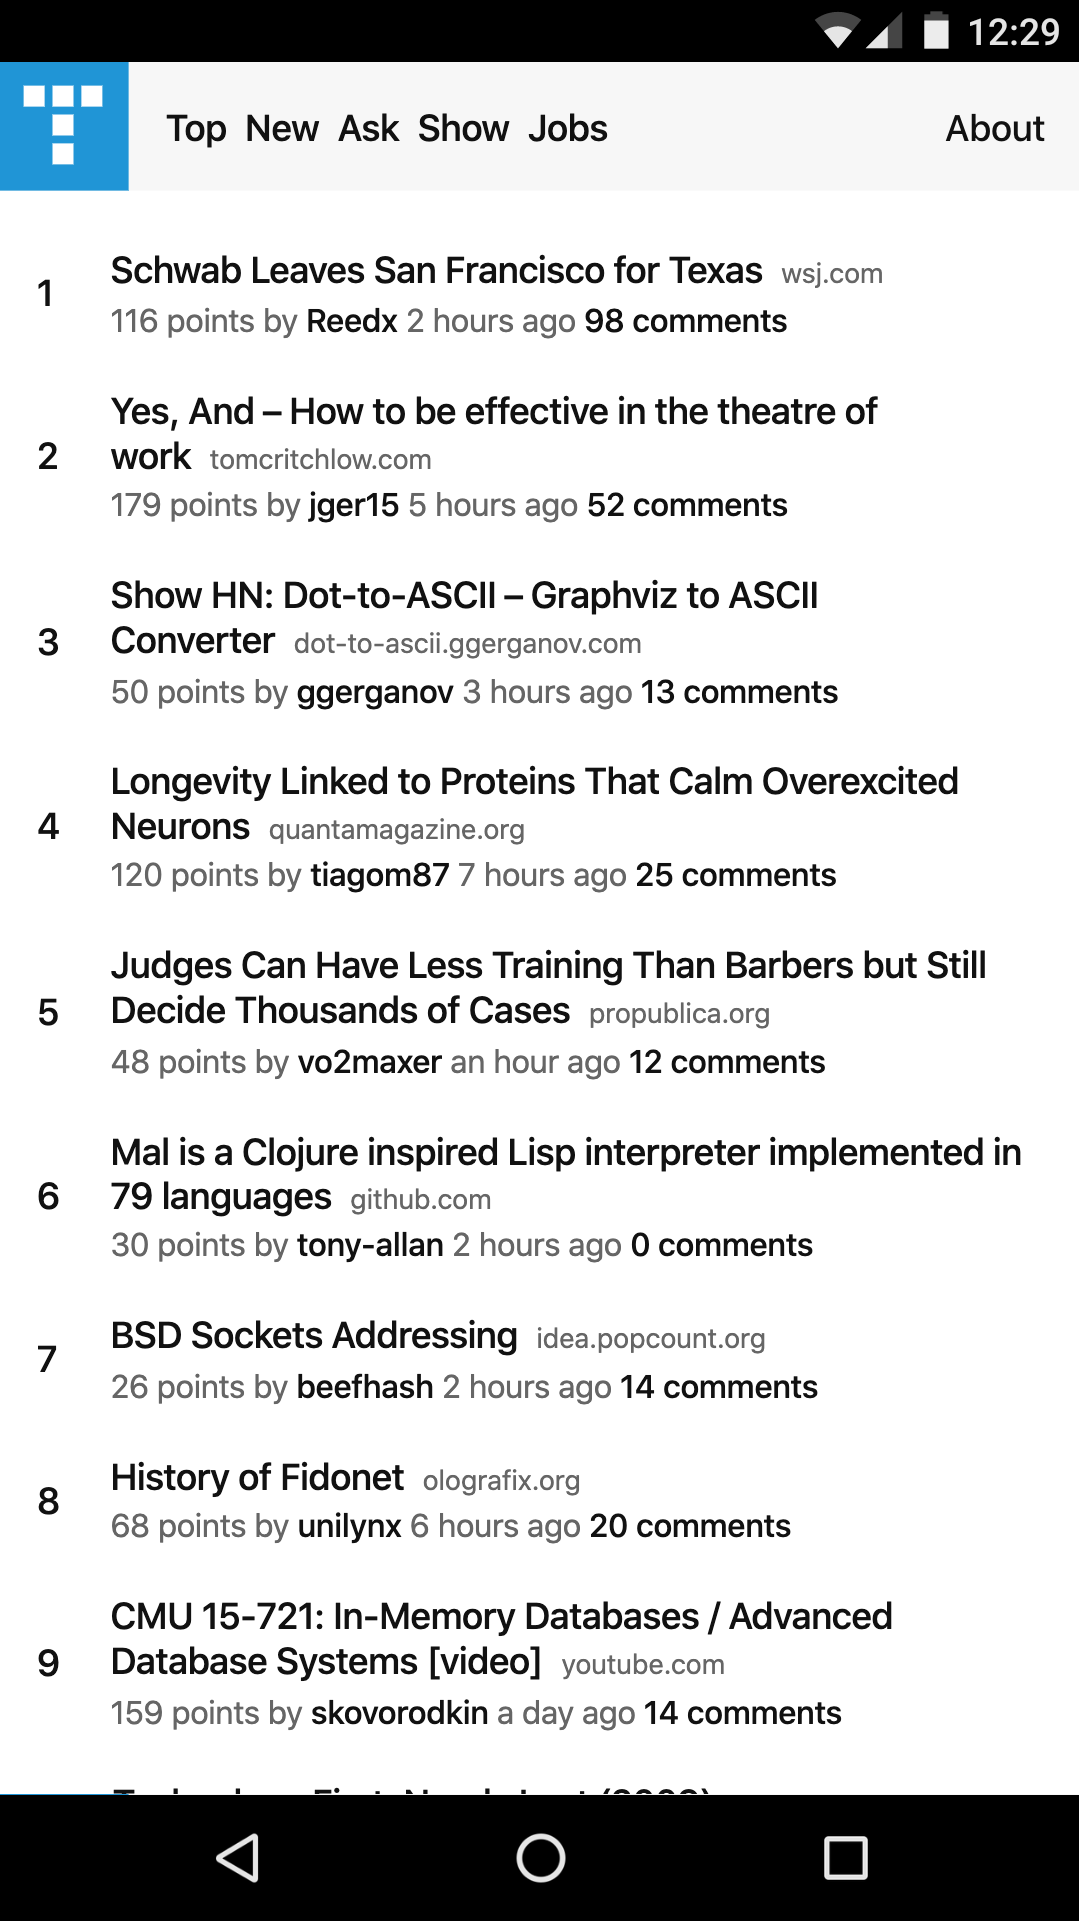 12:29
Top New Ask Show Jobs About
1
Schwab Leaves San Francisco for Texas wsj.com
116 points by Reedx 2 hours ago 98 comments
2
Yes, And – How to be effective in the theatre of
work tomcritchlow.com
179 points by jger15 5 hours ago 52 comments
3
Show HN: Dot-to-ASCII – Graphviz to ASCII
Converter dot-to-ascii.ggerganov.com
50 points by ggerganov 3 hours ago 13 comments
4
Longevity Linked to Proteins That Calm Overexcited
Neurons quantamagazine.org
120 points by tiagom87 7 hours ago 25 comments
5
Judges Can Have Less Training Than Barbers but Still
Decide Thousands of Cases propublica.org
48 points by vo2maxer an hour ago 12 comments
6
Mal is a Clojure inspired Lisp interpreter implemented in
79 languages github.com
30 points by tony-allan 2 hours ago 0 comments
7
BSD Sockets Addressing idea.popcount.org
26 points by beefhash 2 hours ago 14 comments
8
History of Fidonet olografix.org
68 points by unilynx 6 hours ago 20 comments
9
CMU 15-721: In-Memory Databases / Advanced
Database Systems [video] youtube.com
159 points by skovorodkin a day ago 14 comments